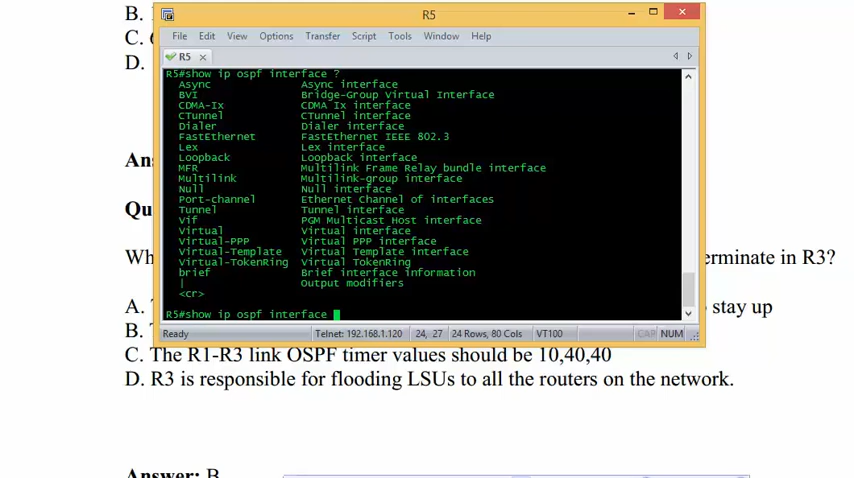 B.
R5
C.
File Edit View Options Transfer Script Tools Window Help
R5
D.
R5#show ip ospf interface ?
Async Async interface
BVI Bridge-Group Virtual Interface
CDMA-Ix CDMA Ix interface
CTunnel CTunnel interface
Dialer Dialer interface
FastEthernet FastEthernet IEEE 802.3
Lex Lex interface
Loopback Loopback interface
MFR Multilink Frame Relay bundle interface
Multilink Multilink-group interface
Null Null interface
Port-channel Ethernet Channel of interfaces
Tunnel Tunnel interface
Vif PGM Multicast Host interface
Virtual Virtual interface
Virtual-PPP Virtual PPP interface
Virtual-Template Virtual Template interface
Virtual-TokenRing Virtual TokenRing
brief Brief interface information
| Output modifiers
<cr>
R5#show ip ospf interface
Ready Telnet: 192.168.1.120 24, 27 24 Rows, 80 Cols VT100 CAP NUM
in R3?
A. stay up
B.
C. The R1-R3 link OSPF timer values should be 10,40,40
D. R3 is responsible for flooding LSUs to all the routers on the network.
Answer: B